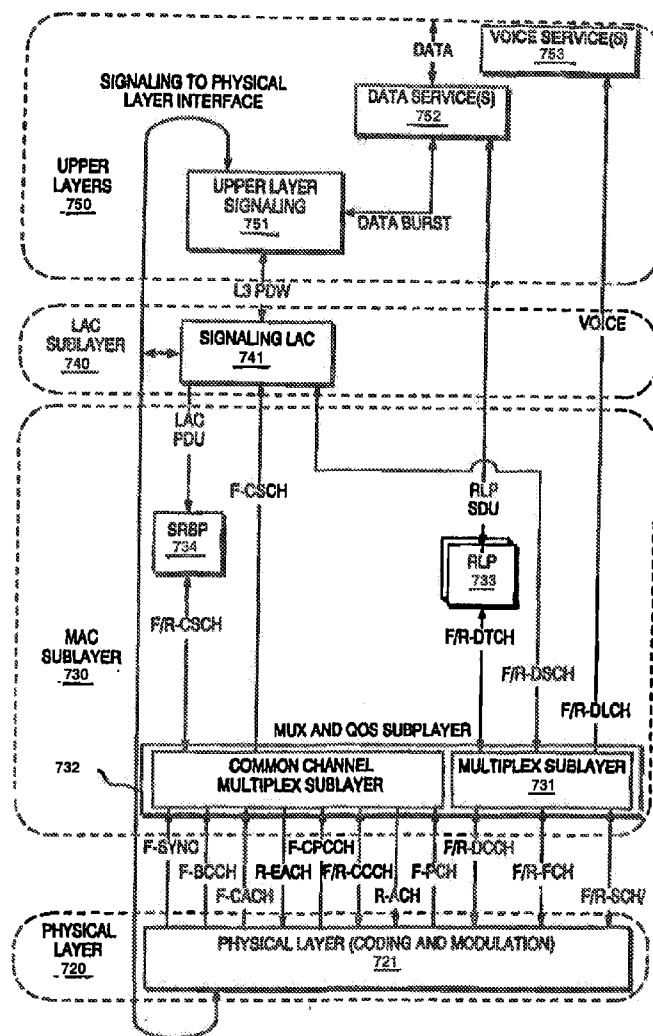 VOICE SERVICE(S)
753
DATA
DATA SERVICE(S)
752
SIGNALING TO PHYSICAL
LAYER INTERFACE
UPPER
LAYERS
750
UPPER LAYER
SIGNALING
751
DATA BURST
L3 PDW
LAC
SUBLAYER
740
SIGNALING LAC
741
VOICE
LAC
PDU
F-CSCH
RLP
SDU
SRBP
734
RLP
733
F/R-CSCH
F/R-DTCH
MAC
SUBLAYER
730
F/R-DSCH
F/R-DLCH
MUX AND QOS SUBPLAYER
732
COMMON CHANNEL
MULTIPLEX SUBLAYER
MULTIPLEX SUBLAYER
731
F-SYNC
F-CPCCH
F/R-DCCH
F-BCCH
R-EACH
F/R-CCCH
F-PCH
F/R-FCH
F-CACH
R-ACH
F/R-SCH/
PHYSICAL
LAYER
720
PHYSICAL LAYER (CODING AND MODULATION)
721